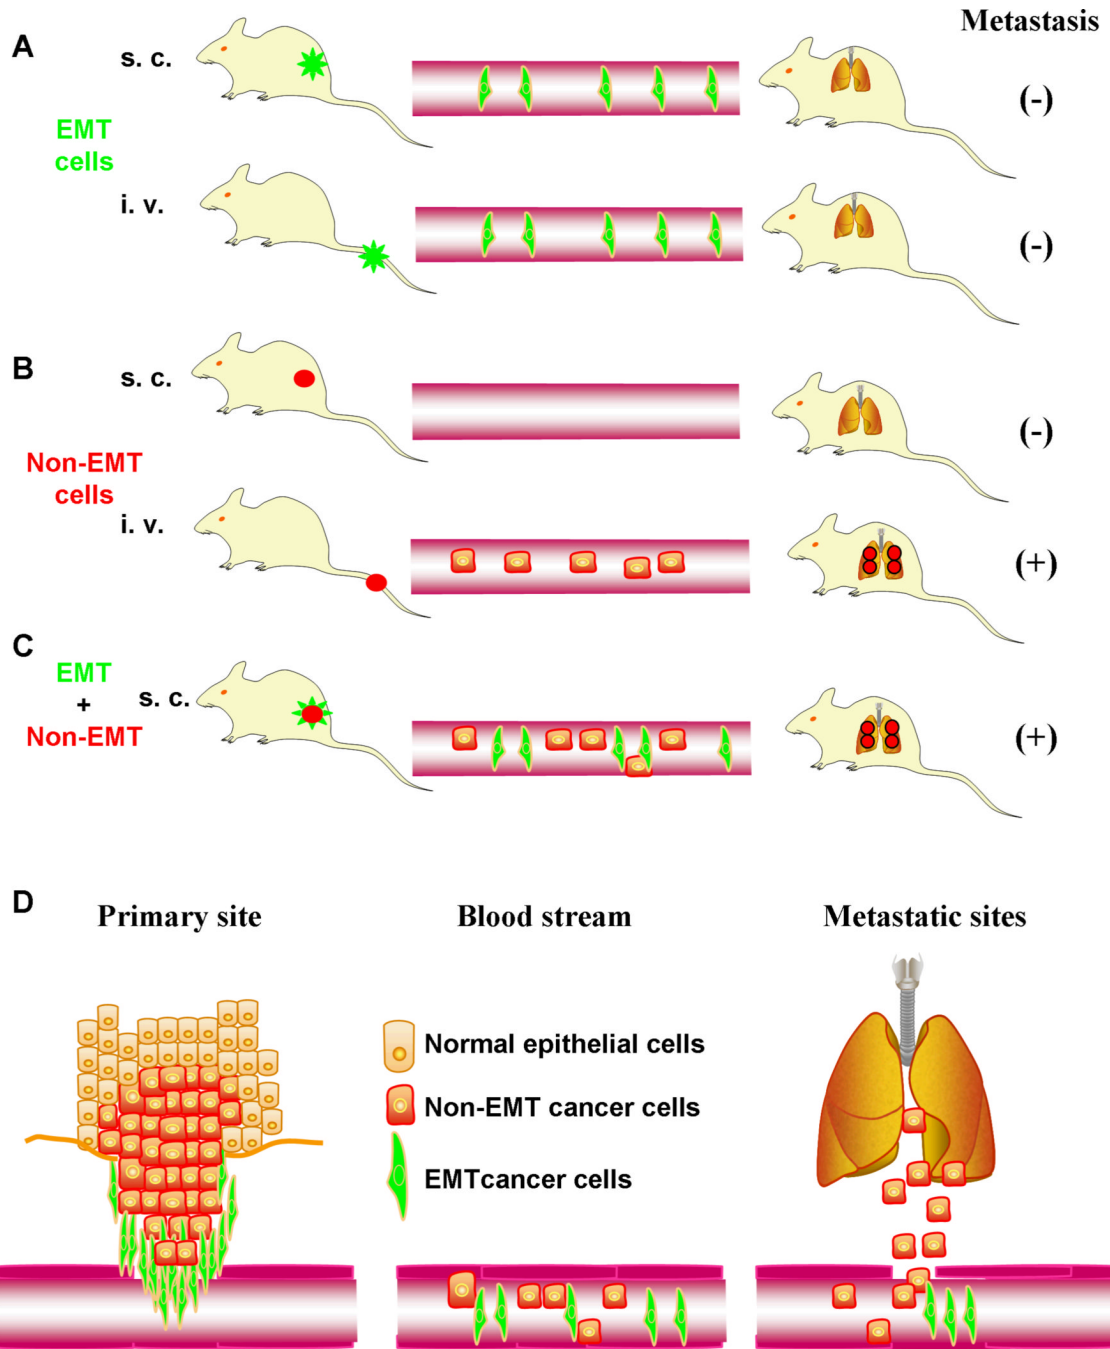 Metastasis
A
s. c.
(-)
EMT
cells
i. v.
(-)
B
s. c.
(-)
Non-EMT
cells
i. v.
(+)
C
EMT
+
Non-EMT
s. c.
(+)
D
Primary site
Blood stream
Metastatic sites
Normal epithelial cells
Non-EMT cancer cells
EMTcancer cells